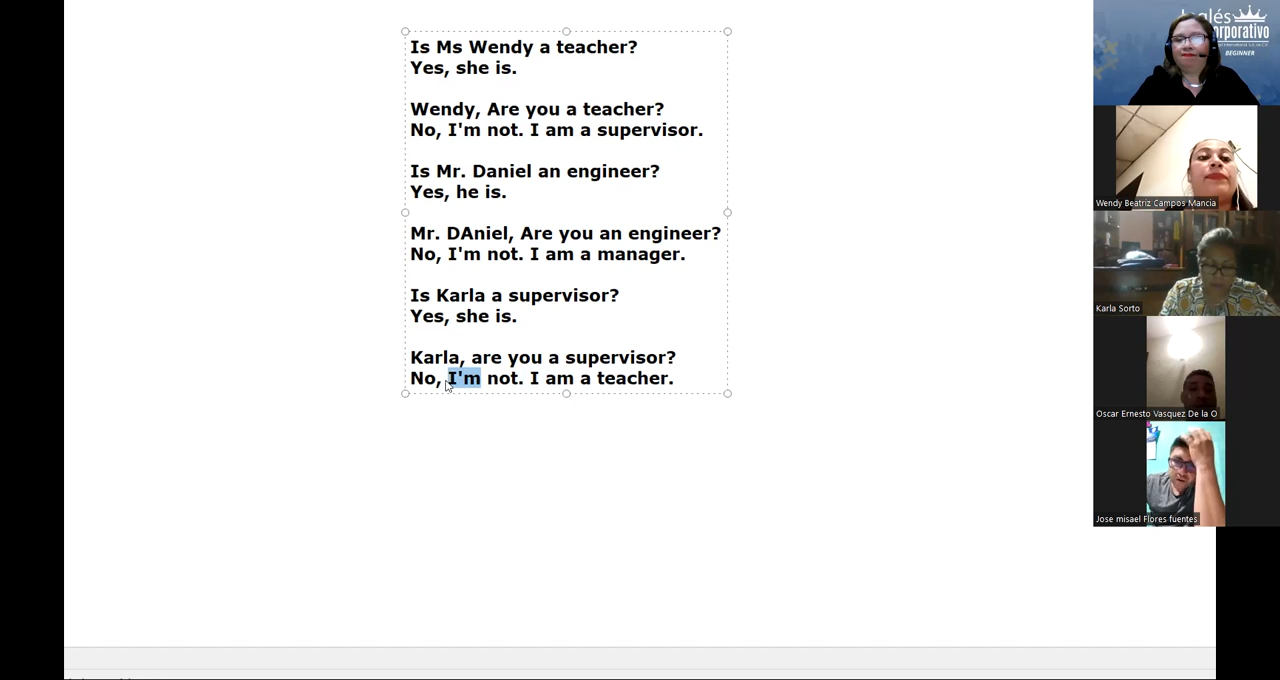 Is Ms Wendy a teacher?
Yes, she is.
Wendy, Are you a teacher?
No, I'm not. I am a supervisor.
Is Mr. Daniel an engineer?
Yes, he is.
Mr. DAniel, Are you an engineer?
No, I'm not. I am a manager.
Is Karla a supervisor?
Yes, she is.
Karla, are you a supervisor?
No, I'm not. I am a teacher.
BEGINNER
Wendy Beatriz Campos Mancia
Karla Sorto
Oscar Ernesto Vasquez De la O
Jose misael Flores fuentes